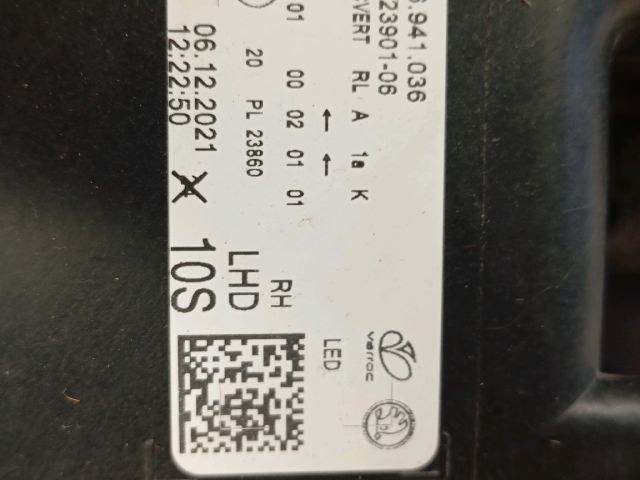 6.941.036
23901-06
VERT RL A 1a K
varroc
LED
01 00 02 01 01
RH
20 PL 23860
LHD
06.12.2021
12:22:50
10S